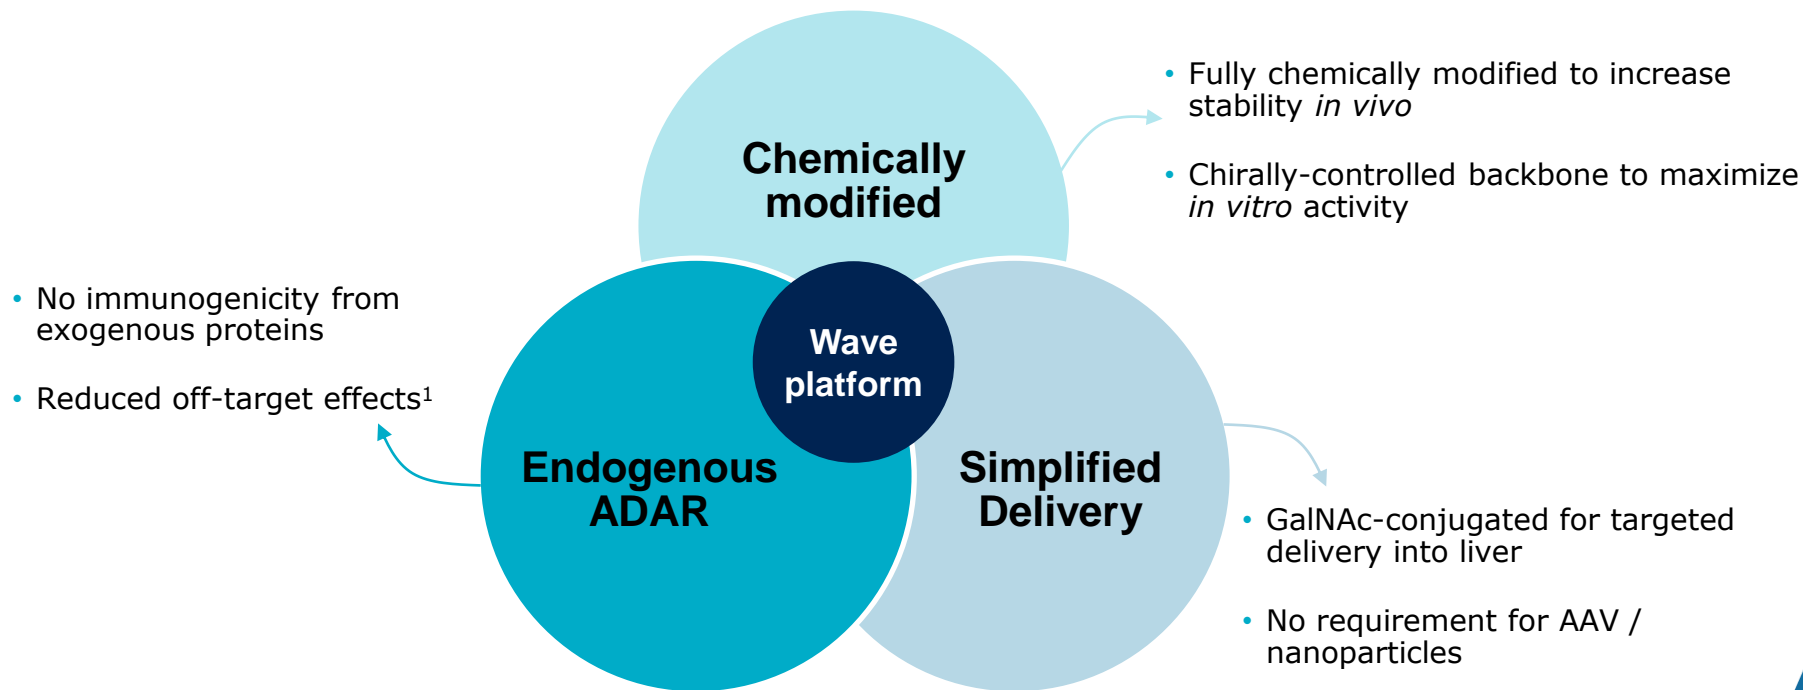 Chemically
modified
• Fully chemically modified to increase
stability in vivo
• Chirally-controlled backbone to maximize
in vitro activity
• No immunogenicity from
exogenous proteins
• Reduced off-target effects¹
Wave
platform
Endogenous
ADAR
Simplified
Delivery
• GalNAc-conjugated for targeted
delivery into liver
• No requirement for AAV /
nanoparticles